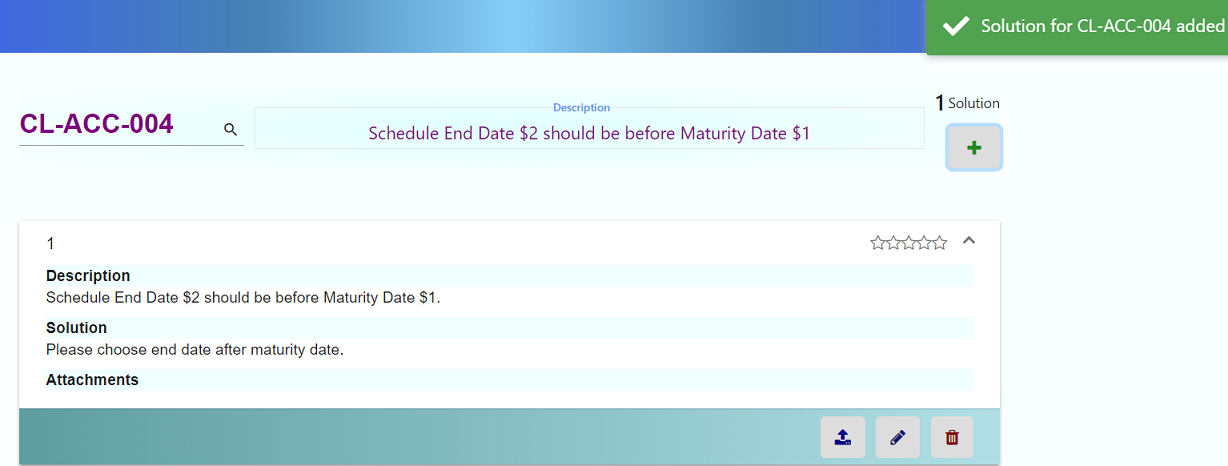 Solution for CL-ACC-004 added
CL-ACC-004
Description
Schedule End Date $2 should be before Maturity Date $1
1 Solution
1
Description
Schedule End Date $2 should be before Maturity Date $1.
Solution
Please choose end date after maturity date.
Attachments